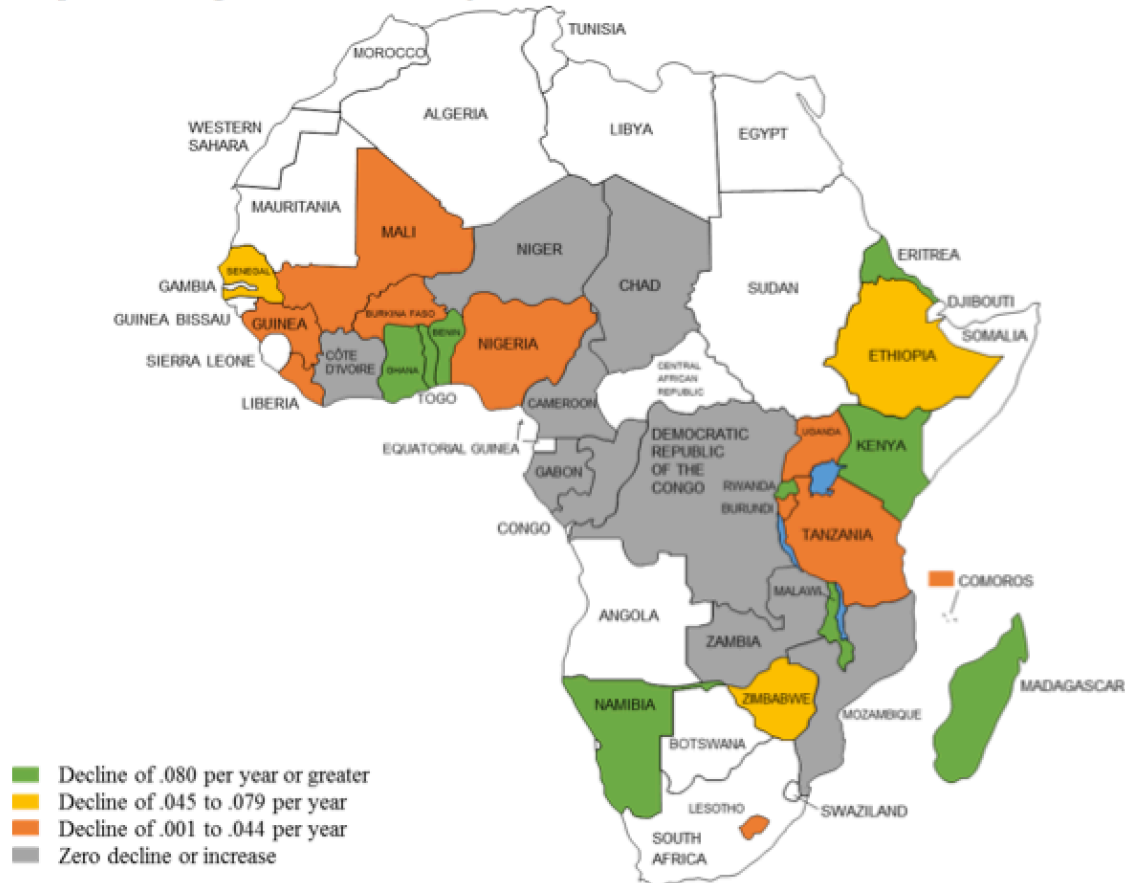 TUNISIA
MOROCCO
ALGERIA
LIBYA
EGYPT
WESTERN
SAHARA
MAURITANIA
MALI
NIGER
CHAD
SUDAN
ERITREA
SENEGAL
GAMBIA
DJIBOUTI
GUINEA BISSAU
GUINEA
BURKINA FASO
BENIN
NIGERIA
SOMALIA
ETHIOPIA
SIERRA LEONE
CÔTE
D'IVOIRE
GHANA
CENTRAL
AFRICAN
REPUBLIC
LIBERIA
TOGO
CAMEROON
EQUATORIAL GUINEA
DEMOCRATIC
REPUBLIC
OF THE
CONGO
UGANDA
KENYA
GABON
RWANDA
BURUNDI
CONGO
TANZANIA
COMOROS
MALAWI
ANGOLA
ZAMBIA
MADAGASCAR
NAMIBIA
ZIMBABWE
MOZAMBIQUE
BOTSWANA
SWAZILAND
LESOTHO
SOUTH
AFRICA
Decline of .080 per year or greater
Decline of .045 to .079 per year
Decline of .001 to .044 per year
Zero decline or increase